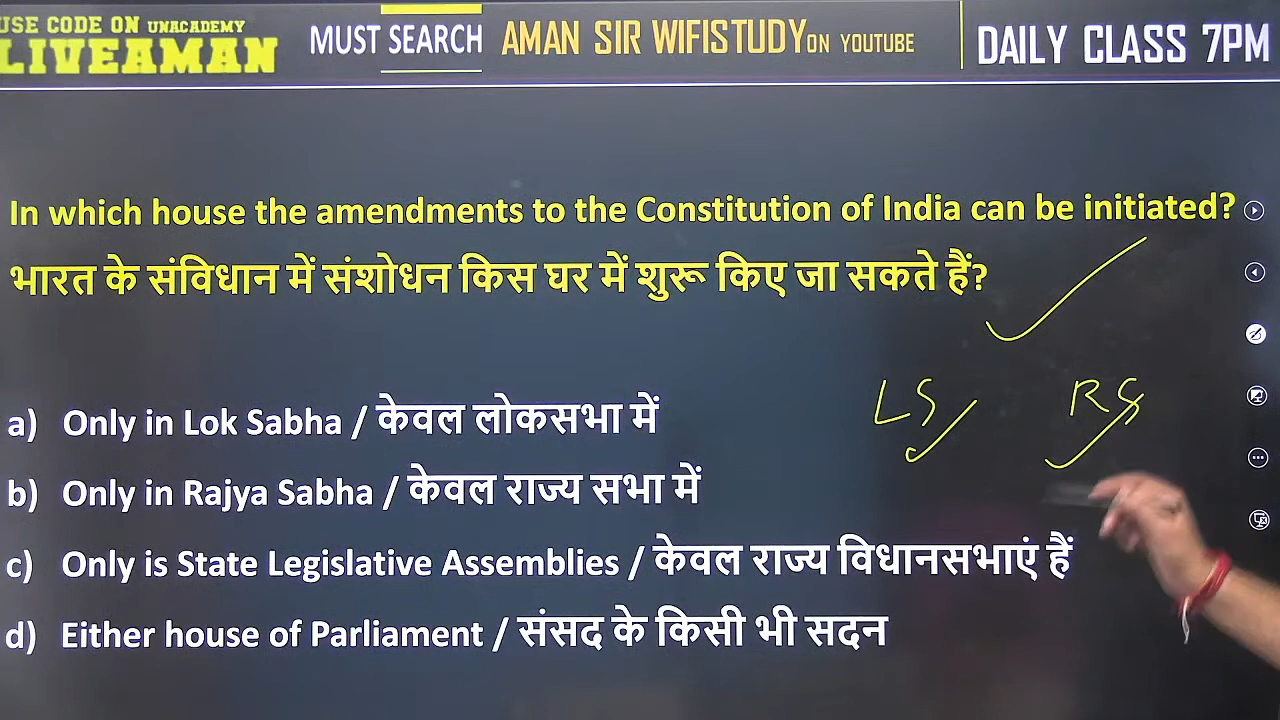 USE CODE ON UNACADEMY
LIVEAMAN
MUST SEARCH
AMAN SIR WIFISTUDY ON YOUTUBE
DAILY CLASS 7PM
In which house the amendments to the Constitution of India can be initiated?
भारत के संविधान में संशोधन किस घर में शुरू किए जा सकते हैं?
LS RS
a) Only in Lok Sabha / केवल लोकसभा में
b) Only in Rajya Sabha / केवल राज्य सभा में
c) Only is State Legislative Assemblies / केवल राज्य विधानसभाएं हैं
d) Either house of Parliament / संसद के किसी भी सदन